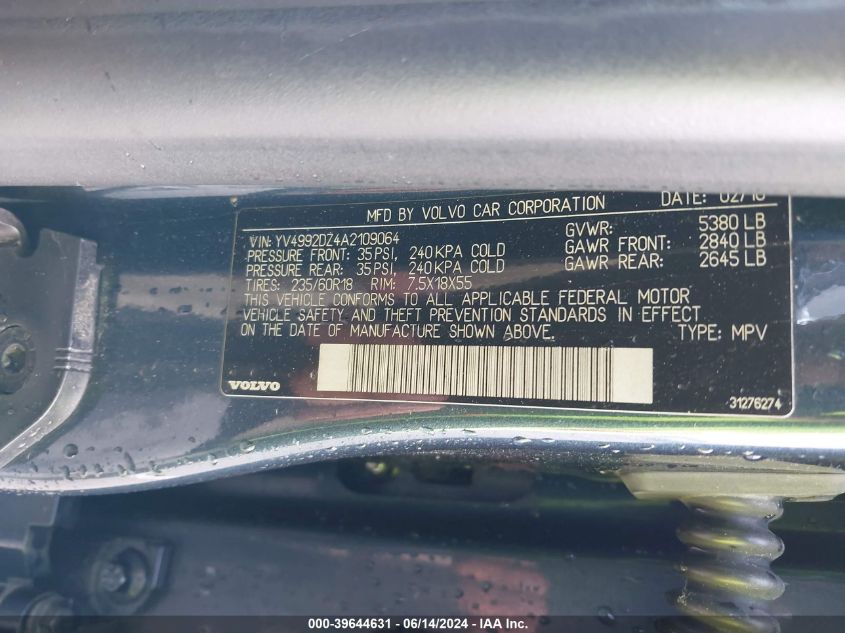 MFD BY VOLVO CAR CORPORATION DATE: 02/10
VIN: YV4992DZ4A2109064 GVWR: 5380 LB
PRESSURE FRONT: 35PSI, 240KPA COLD GAWR FRONT: 2840 LB
PRESSURE REAR: 35PSI, 240KPA COLD GAWR REAR: 2645 LB
TIRES: 235/60R18 RIM: 7.5X18X55
THIS VEHICLE CONFORMS TO ALL APPLICABLE FEDERAL MOTOR
VEHICLE SAFETY AND THEFT PREVENTION STANDARDS IN EFFECT
ON THE DATE OF MANUFACTURE SHOWN ABOVE. TYPE: MPV
VOLVO 31276274
000-39644631 - 06/14/2024 - IAA Inc.